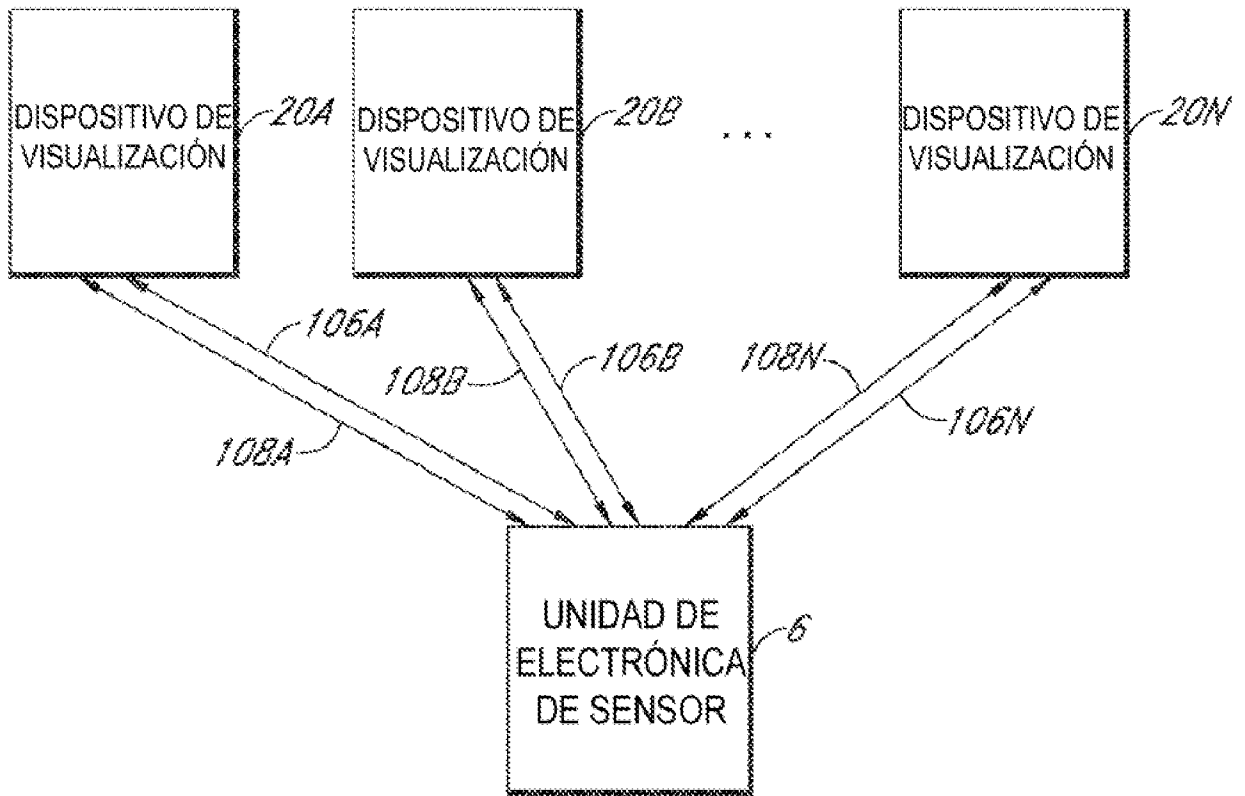 DISPOSITIVO DE
VISUALIZACIÓN
20A
DISPOSITIVO DE
VISUALIZACIÓN
20B
...
DISPOSITIVO DE
VISUALIZACIÓN
20N
106A
108A
108B
106B
108N
106N
UNIDAD DE
ELECTRÓNICA
DE SENSOR
6